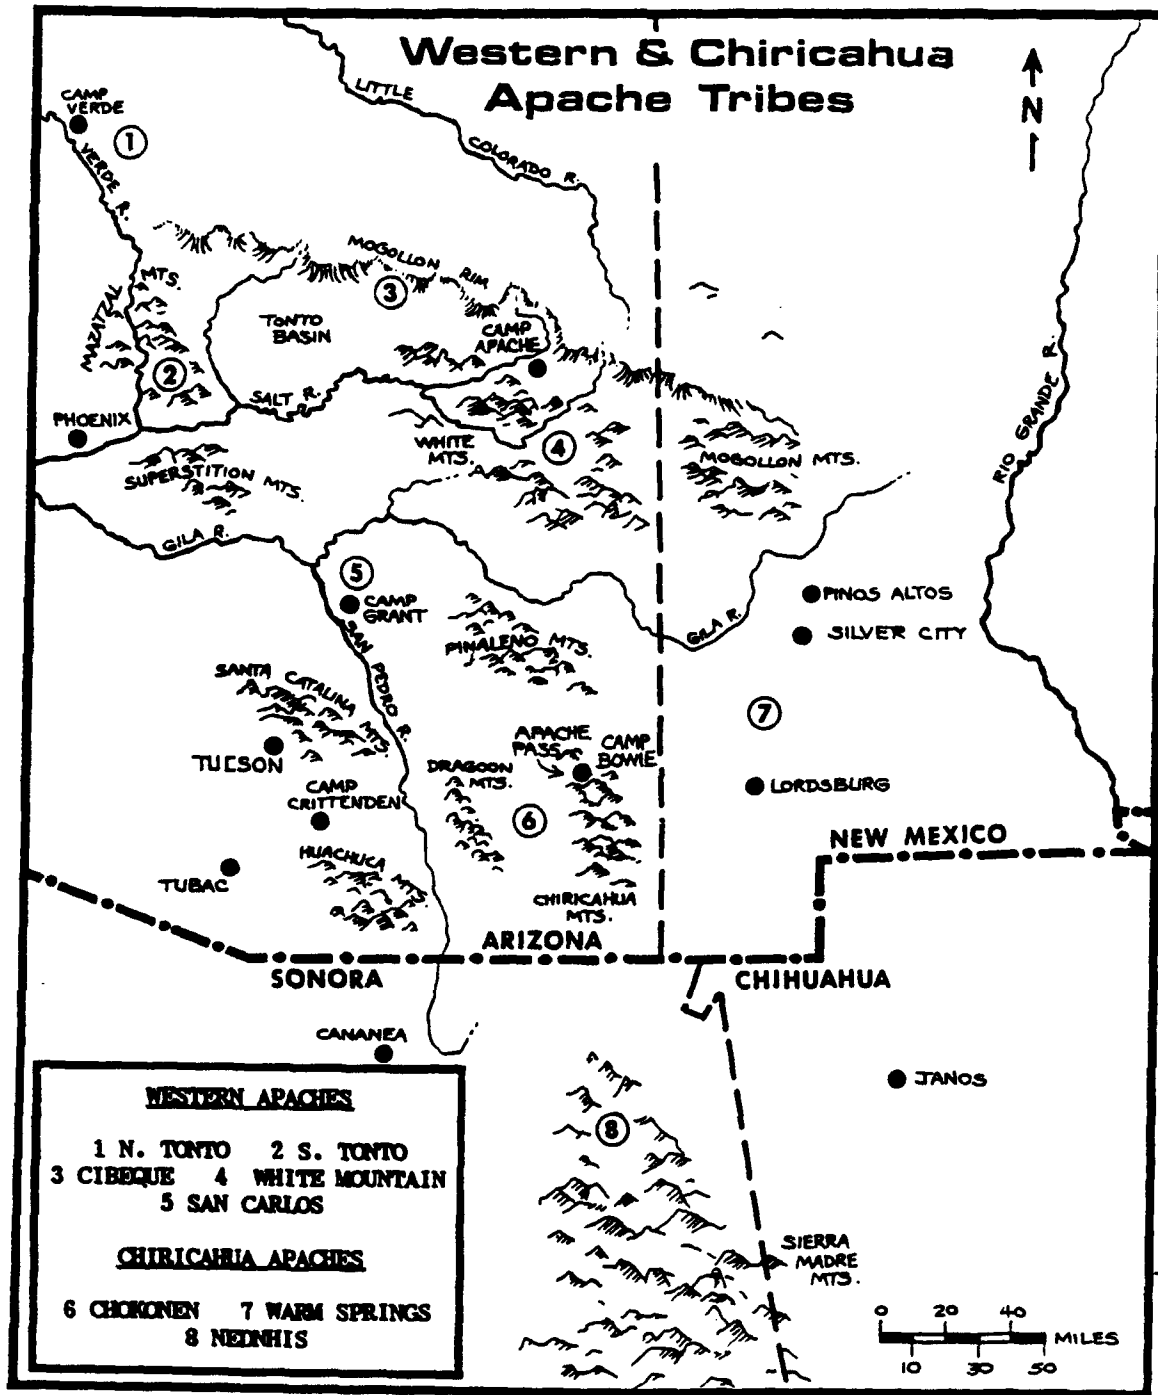 Western & Chiricahua
Apache Tribes
N
CAMP
VERDE
1
VERDE R.
LITTLE
COLORADO R.
MOGOLLON RIM
3
MAZATZAL MTS.
TONTO
BASIN
CAMP
APACHE
2
SALT R.
PHOENIX
WHITE
MTS.
4
MOGOLLON MTS.
RIO GRANDE R.
SUPERSTITION MTS.
GILA R.
5
CAMP
GRANT
PINOS ALTOS
GILA R.
SILVER CITY
PINALENO MTS.
SAN PEDRO R.
SANTA CATALINA MTS.
7
TUCSON
APACHE
PASS
CAMP
BOWIE
DRAGOON
MTS.
LORDSBURG
CAMP
CRITTENDEN
6
NEW MEXICO
HUACHUCA MTS.
TUBAC
CHIRICAHUA
MTS.
ARIZONA
SONORA
CHIHUAHUA
CANANEA
JANOS
8
WESTERN APACHES
1 N. TONTO 2 S. TONTO
3 CIBEQUE 4 WHITE MOUNTAIN
5 SAN CARLOS
CHIRICAHUA APACHES
6 CHOKONEN 7 WARM SPRINGS
8 NEDNHIS
SIERRA
MADRE
MTS.
0 20 40
MILES
10 30 50